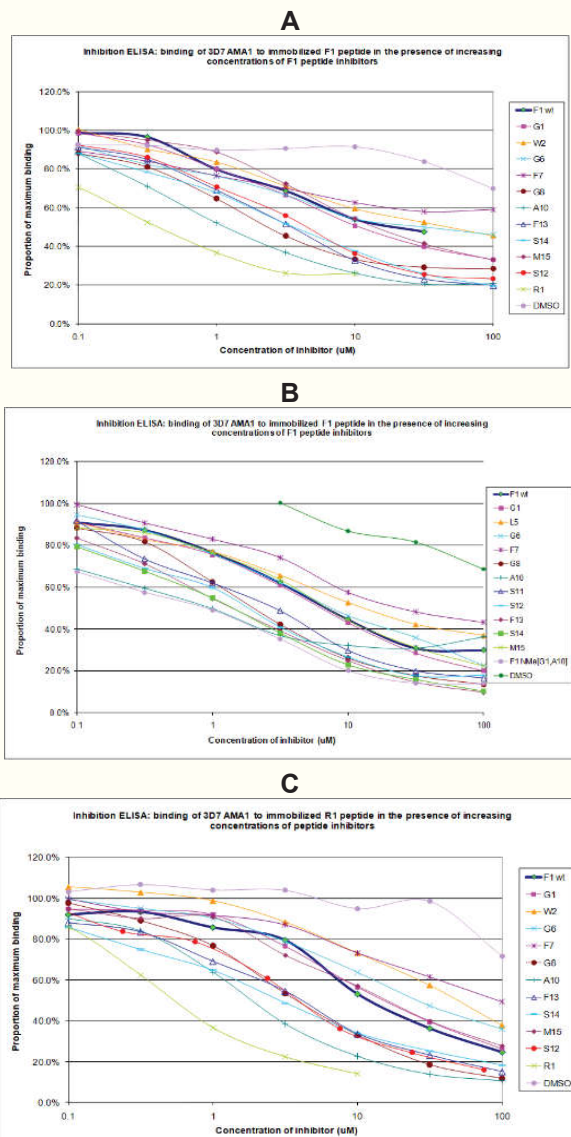 A
Inhibition ELISA: binding of 3D7 AMA1 to immobilized F1 peptide in the presence of increasing
concentrations of F1 peptide inhibitors
120.0%
100.0%
80.0%
60.0%
40.0%
20.0%
0.0%
Proportion of maximum binding
0.1
1
10
100
Concentration of inhibitor (uM)
F1 wt
G1
W2
G6
F7
G8
A10
F13
S14
M15
S12
R1
DMSO
B
Inhibition ELISA: binding of 3D7 AMA1 to immobilized F1 peptide in the presence of increasing
concentrations of F1 peptide inhibitors
120.0%
100.0%
80.0%
60.0%
40.0%
20.0%
0.0%
Proportion of maximum binding
0.1
1
10
100
Concentration of inhibitor (uM)
F1 wt
G1
L5
G6
F7
G8
A10
S11
S12
F13
S14
M15
F1NMa[G1,A10]
DMSO
C
Inhibition ELISA: binding of 3D7 AMA1 to immobilized R1 peptide in the presence of increasing
concentrations of peptide inhibitors
120.0%
100.0%
80.0%
60.0%
40.0%
20.0%
0.0%
Proportion of maximum binding
0.1
1
10
100
Concentration of inhibitor (uM)
F1 wt
G1
W2
G6
F7
G8
A10
F13
S14
M15
S12
R1
DMSO